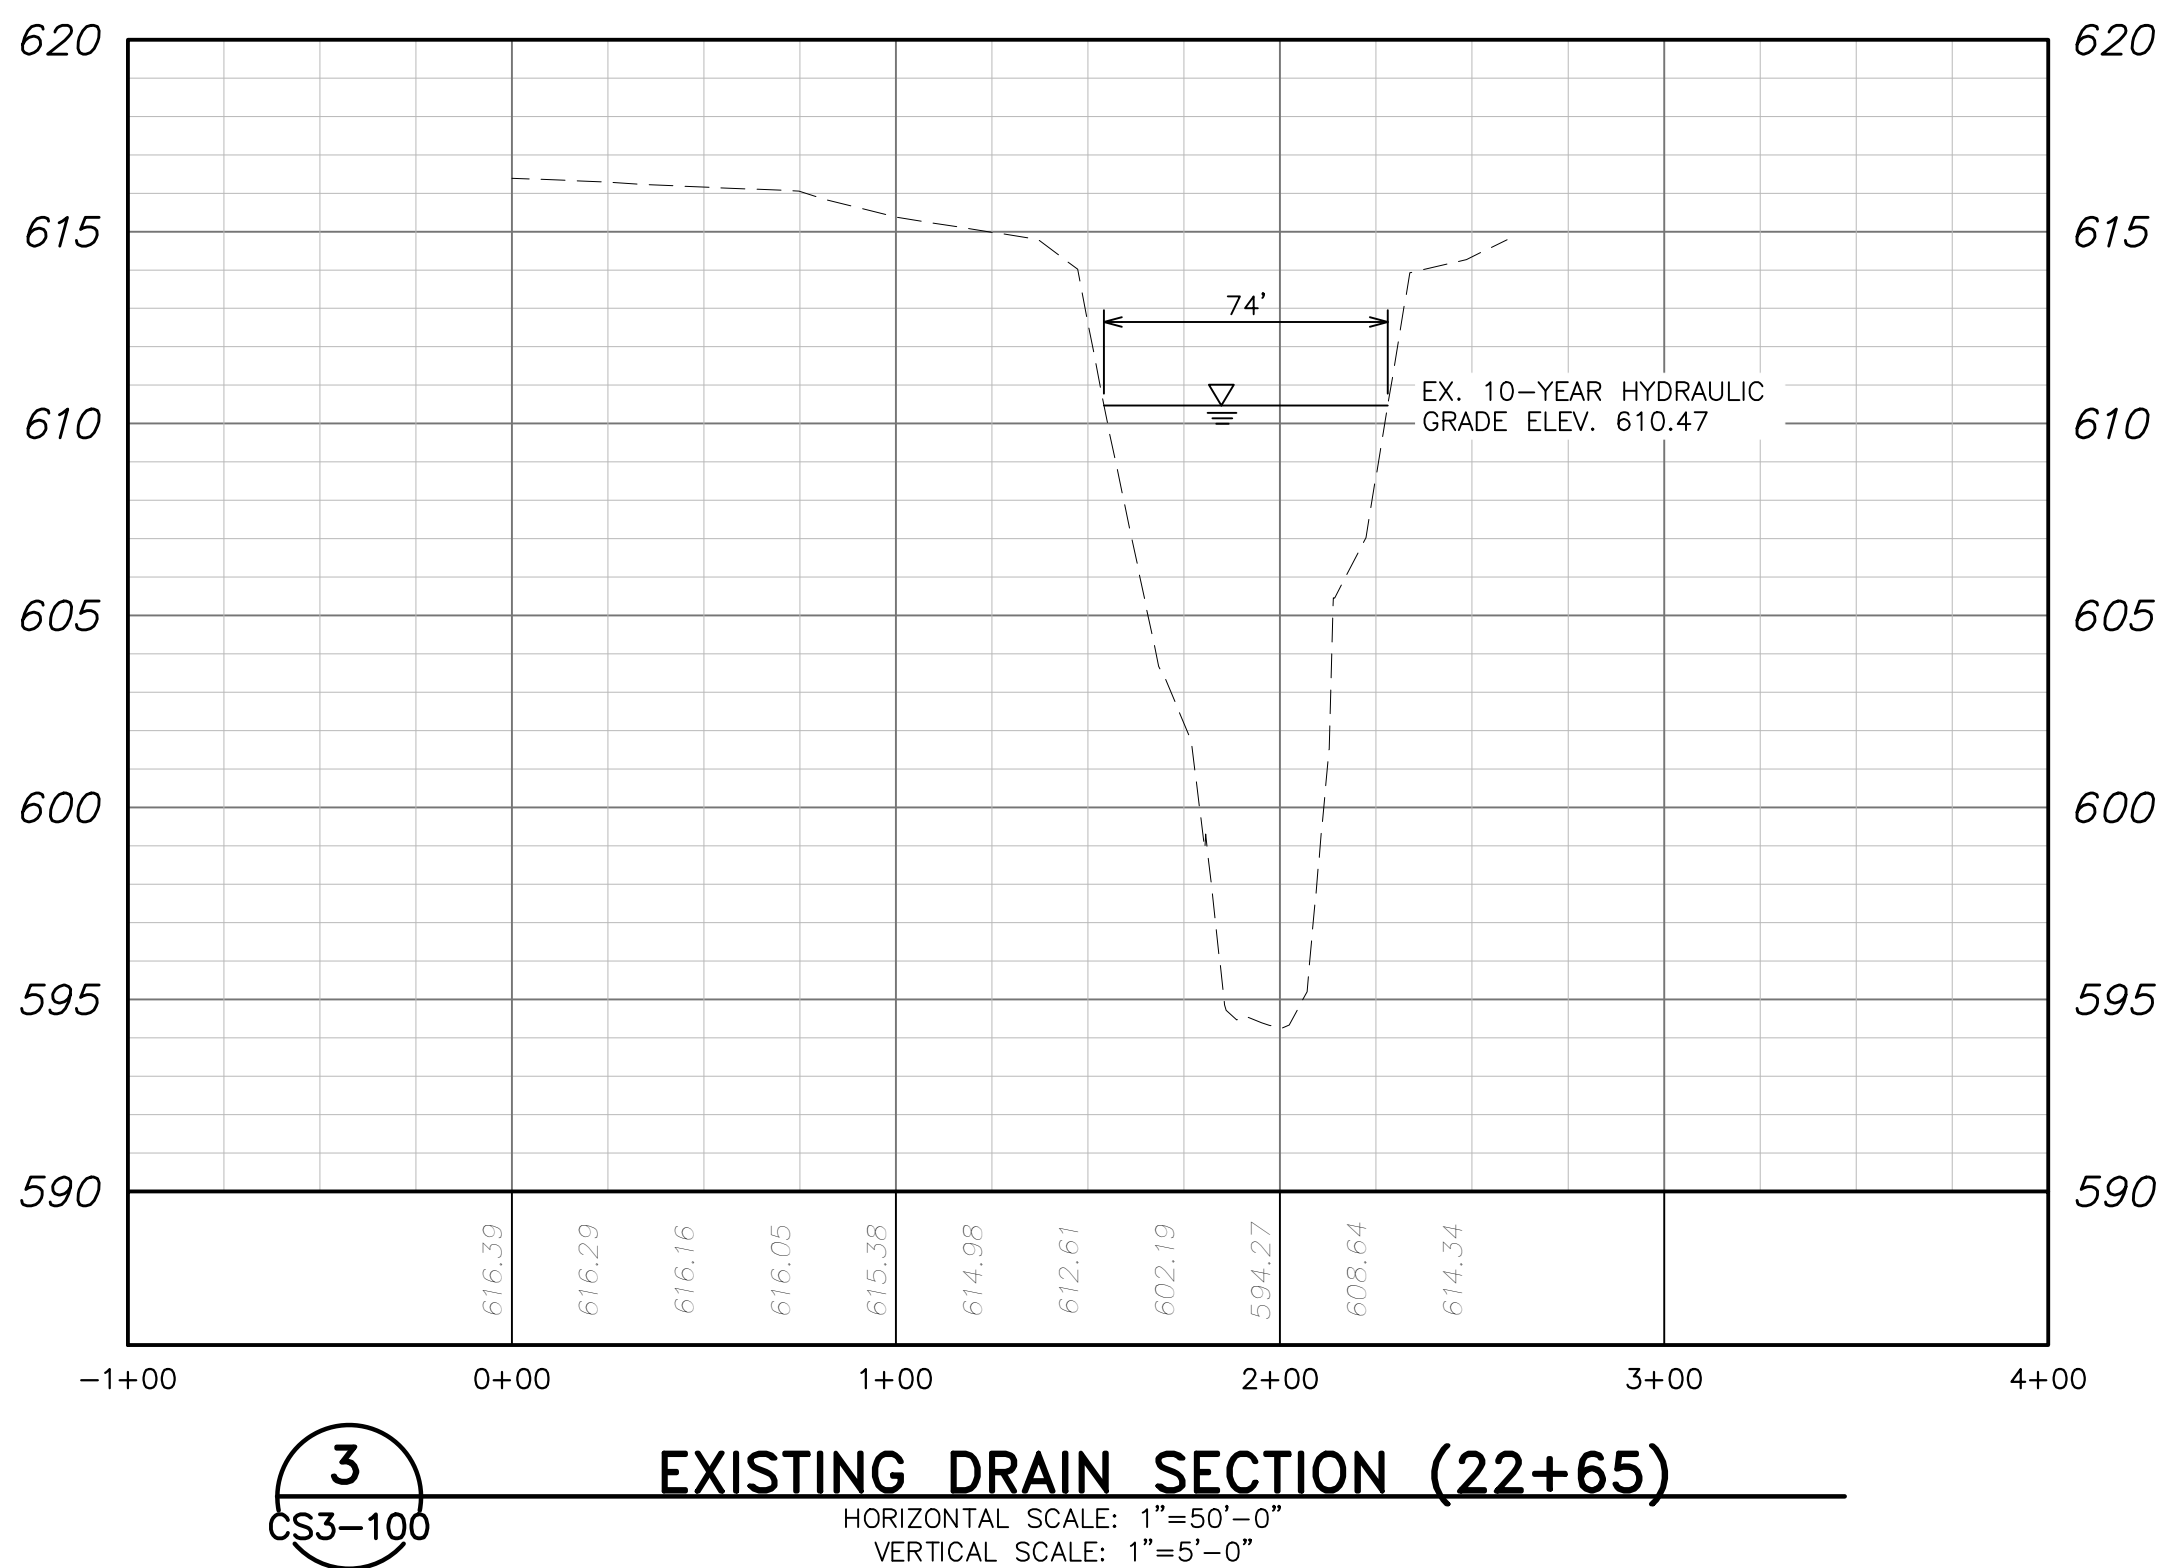 620 620
615 615
74'
EX. 10-YEAR HYDRAULIC
GRADE ELEV. 610.47
610 610
605 605
600 600
595 595
590 590
616.39 616.29 616.16 616.05 615.38 614.98 612.61 602.19 594.27 608.64 614.34
-1+00 0+00 1+00 2+00 3+00 4+00
3
CS3-100
EXISTING DRAIN SECTION (22+65)
HORIZONTAL SCALE: 1"=50'-0"
VERTICAL SCALE: 1"=5'-0"